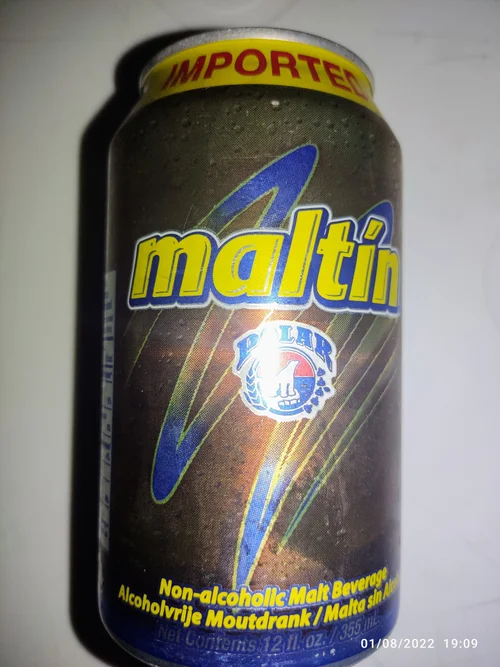 IMPORTED
maltín
POLAR
Non-alcoholic Malt Beverage
Alcoholvrije Moutdrank / Malta sin
Net Contents 12 fl. oz. / 355 mL
01/08/2022 19:09